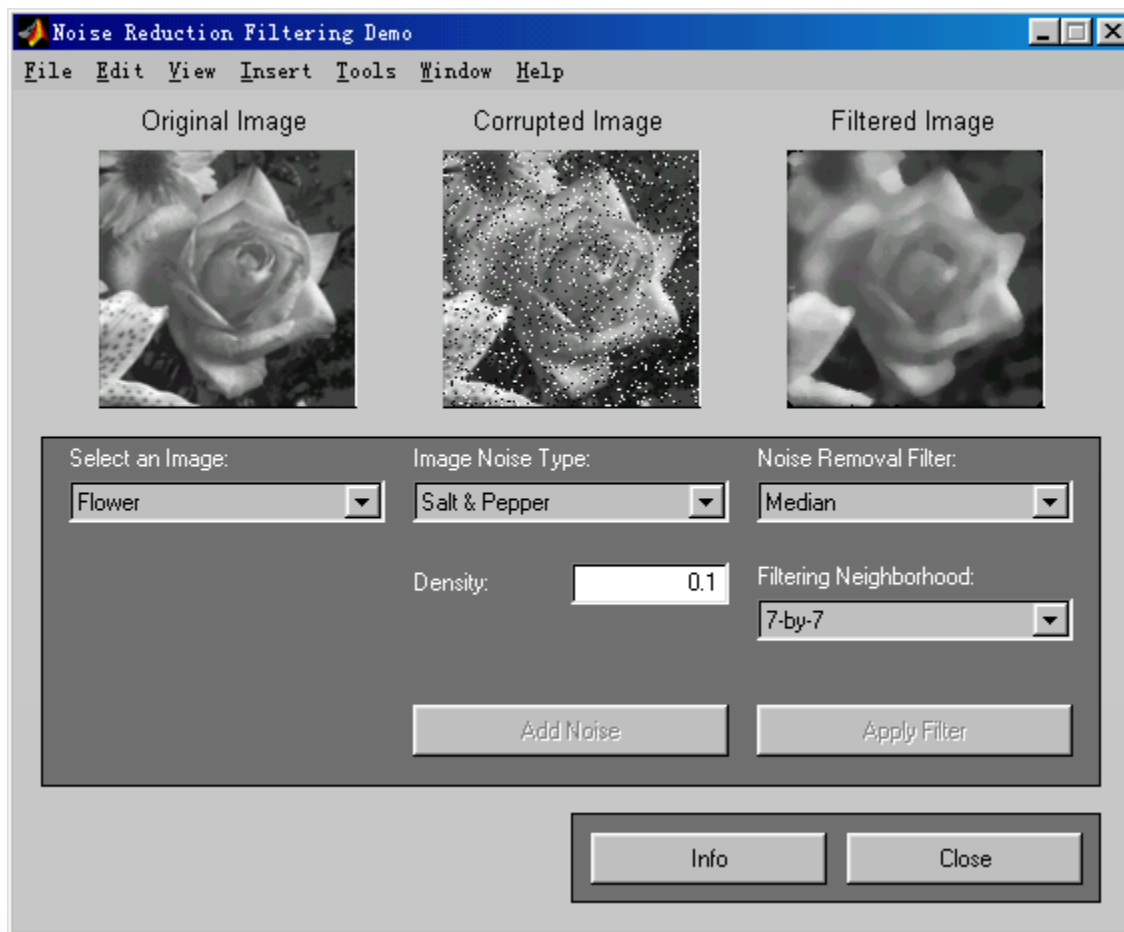 Noise Reduction Filtering Demo
File Edit View Insert Tools Window Help
Original Image
Corrupted Image
Filtered Image
Select an Image:
Image Noise Type:
Noise Removal Filter:
Flower
Salt & Pepper
Median
Density:
0.1
Filtering Neighborhood:
7-by-7
Add Noise
Apply Filter
Info
Close